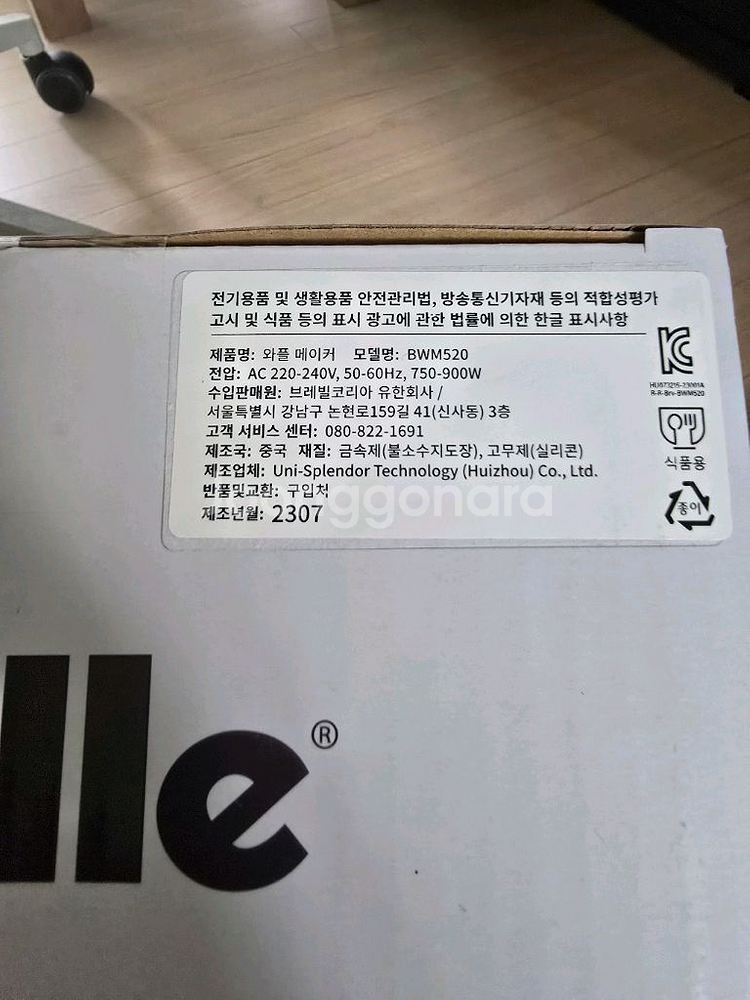 전기용품 및 생활용품 안전관리법, 방송통신기자재 등의 적합성평가
고시 및 식품 등의 표시 광고에 관한 법률에 의한 한글 표시사항
제품명: 와플 메이커 모델명: BWM520
전압: AC 220-240V, 50-60Hz, 750-900W
수입판매원: 브레빌코리아 유한회사 /
서울특별시 강남구 논현로159길 41(신사동) 3층
고객 서비스 센터: 080-822-1691
제조국: 중국 재질: 금속제(불소수지도장), 고무제(실리콘)
제조업체: Uni-Splendor Technology (Huizhou) Co., Ltd.
반품및교환: 구입처
제조년월: 2307
R-R-Brv-BWM520
식품용
종이
ggonara
lle®